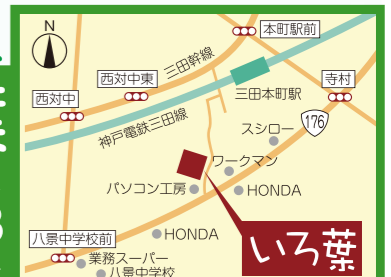 N
本町駅前
三田幹線
西対中東
三田本町駅
寺村
西対中
神戸電鉄三田線
176
スシロー
ワークマン
パソコン工房
HONDA
HONDA
いろ葉
八景中学校前
業務スーパー
八景中学校